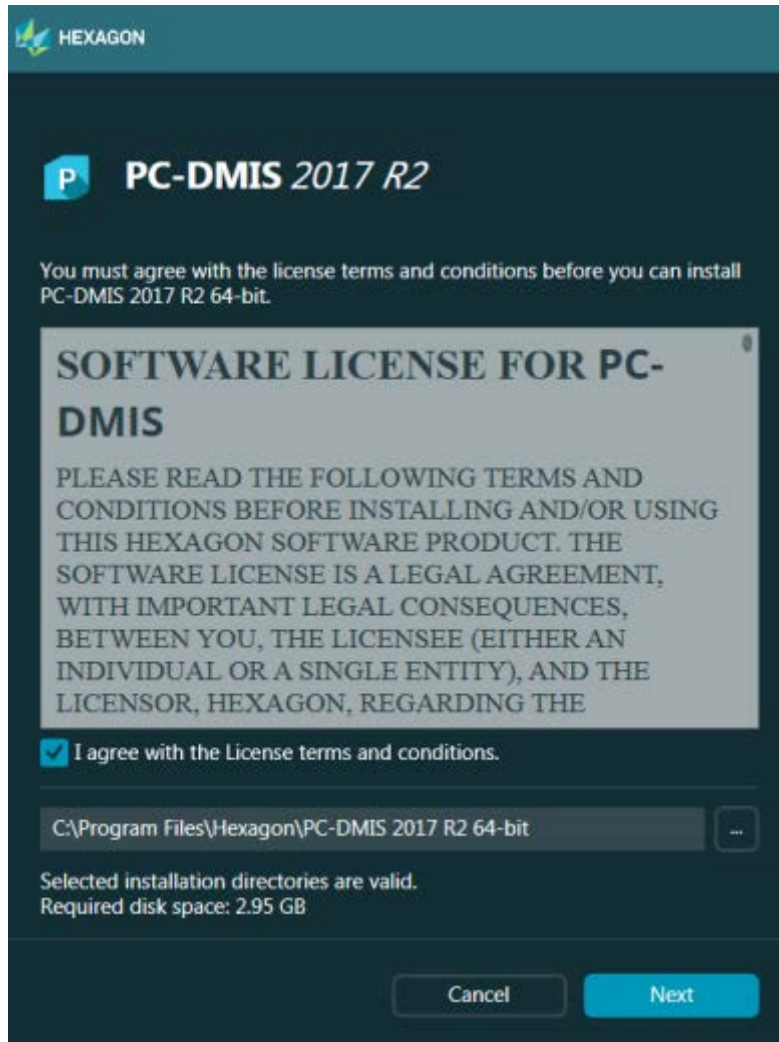 HEXAGON
P
PC-DMIS 2017 R2
You must agree with the license terms and conditions before you can install
PC-DMIS 2017 R2 64-bit.
SOFTWARE LICENSE FOR PC-
DMIS
PLEASE READ THE FOLLOWING TERMS AND
CONDITIONS BEFORE INSTALLING AND/OR USING
THIS HEXAGON SOFTWARE PRODUCT. THE
SOFTWARE LICENSE IS A LEGAL AGREEMENT,
WITH IMPORTANT LEGAL CONSEQUENCES,
BETWEEN YOU, THE LICENSEE (EITHER AN
INDIVIDUAL OR A SINGLE ENTITY), AND THE
LICENSOR, HEXAGON, REGARDING THE
I agree with the License terms and conditions.
C:\Program Files\Hexagon\PC-DMIS 2017 R2 64-bit ...
Selected installation directories are valid.
Required disk space: 2.95 GB
Cancel Next